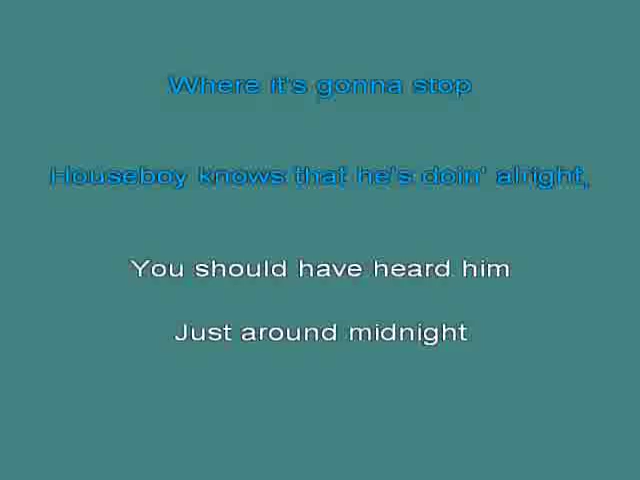 Where it's gonna stop
Houseboy knows that he's doin' alright,
You should have heard him
Just around midnight